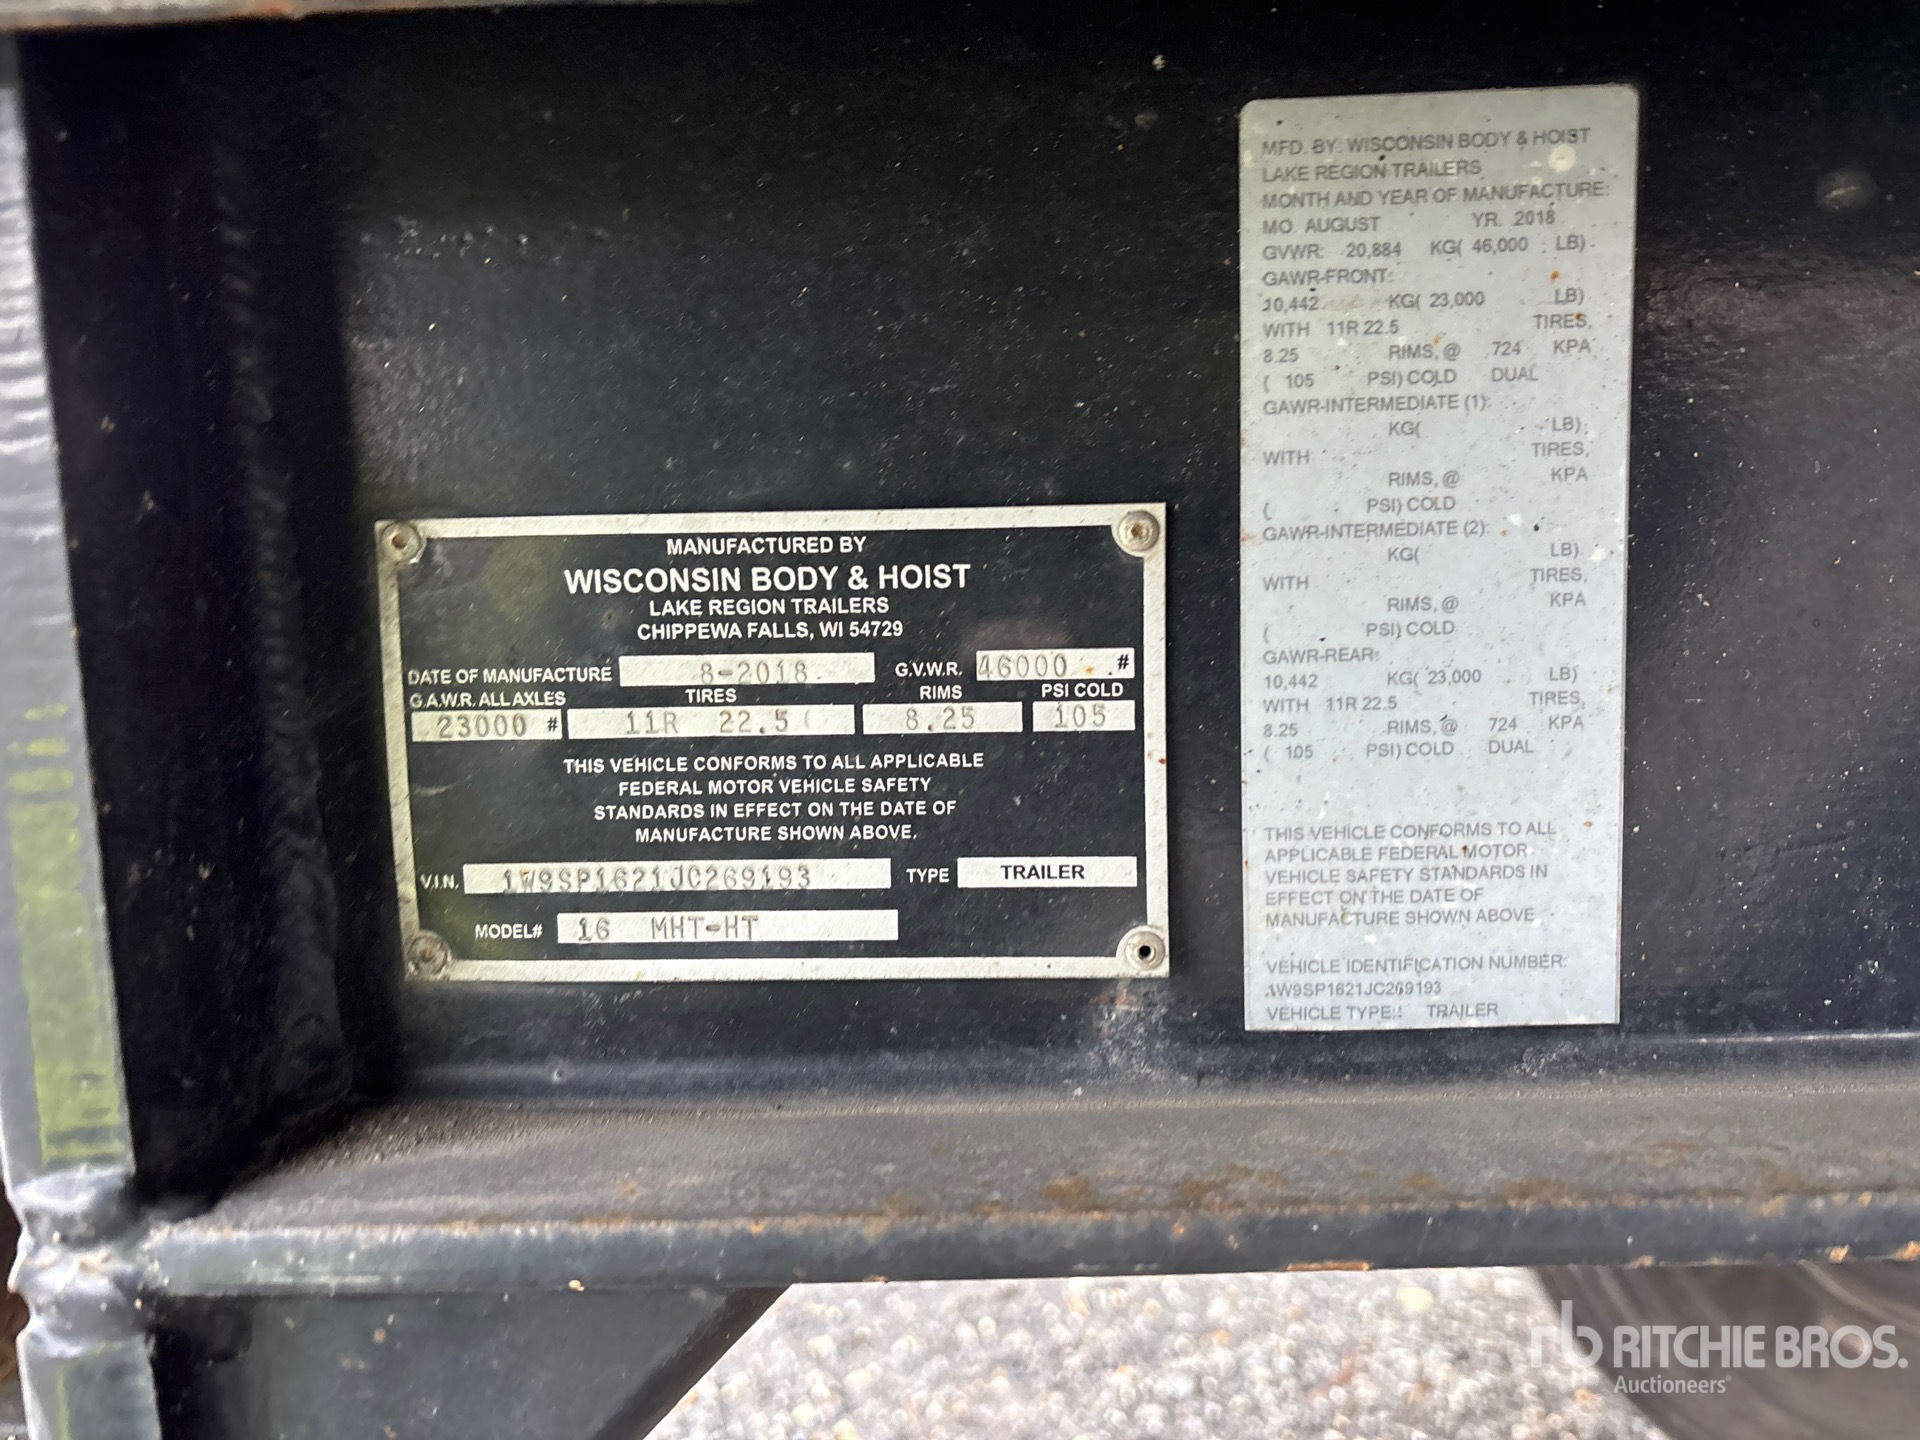 MANUFACTURED BY
WISCONSIN BODY & HOIST
LAKE REGION TRAILERS
CHIPPEWA FALLS, WI 54729
DATE OF MANUFACTURE 8-2018 G.V.W.R. 46000 #
G.A.W.R. ALL AXLES TIRES RIMS PSI COLD
23000 # 11R 22.5 8.25 105
THIS VEHICLE CONFORMS TO ALL APPLICABLE
FEDERAL MOTOR VEHICLE SAFETY
STANDARDS IN EFFECT ON THE DATE OF
MANUFACTURE SHOWN ABOVE.
V.I.N. 1W9SP1621JC269193 TYPE TRAILER
MODEL# 16 MHT-HT
MFD. BY: WISCONSIN BODY & HOIST
LAKE REGION TRAILERS
MONTH AND YEAR OF MANUFACTURE:
MO. AUGUST YR. 2018
GVWR: 20,884 KG( 46,000 LB)
GAWR-FRONT:
10,442 KG( 23,000 LB)
WITH 11R 22.5 TIRES,
8.25 RIMS, @ 724 KPA
( 105 PSI) COLD DUAL
GAWR-INTERMEDIATE (1):
KG( LB)
WITH TIRES,
RIMS, @ KPA
( PSI) COLD
GAWR-INTERMEDIATE (2):
KG( LB)
WITH TIRES,
RIMS, @ KPA
( PSI) COLD
GAWR-REAR:
10,442 KG( 23,000 LB)
WITH 11R 22.5 TIRES,
8.25 RIMS, @ 724 KPA
( 105 PSI) COLD DUAL
THIS VEHICLE CONFORMS TO ALL
APPLICABLE FEDERAL MOTOR
VEHICLE SAFETY STANDARDS IN
EFFECT ON THE DATE OF
MANUFACTURE SHOWN ABOVE
VEHICLE IDENTIFICATION NUMBER:
1W9SP1621JC269193
VEHICLE TYPE: TRAILER
rb RITCHIE BROS.
Auctioneers